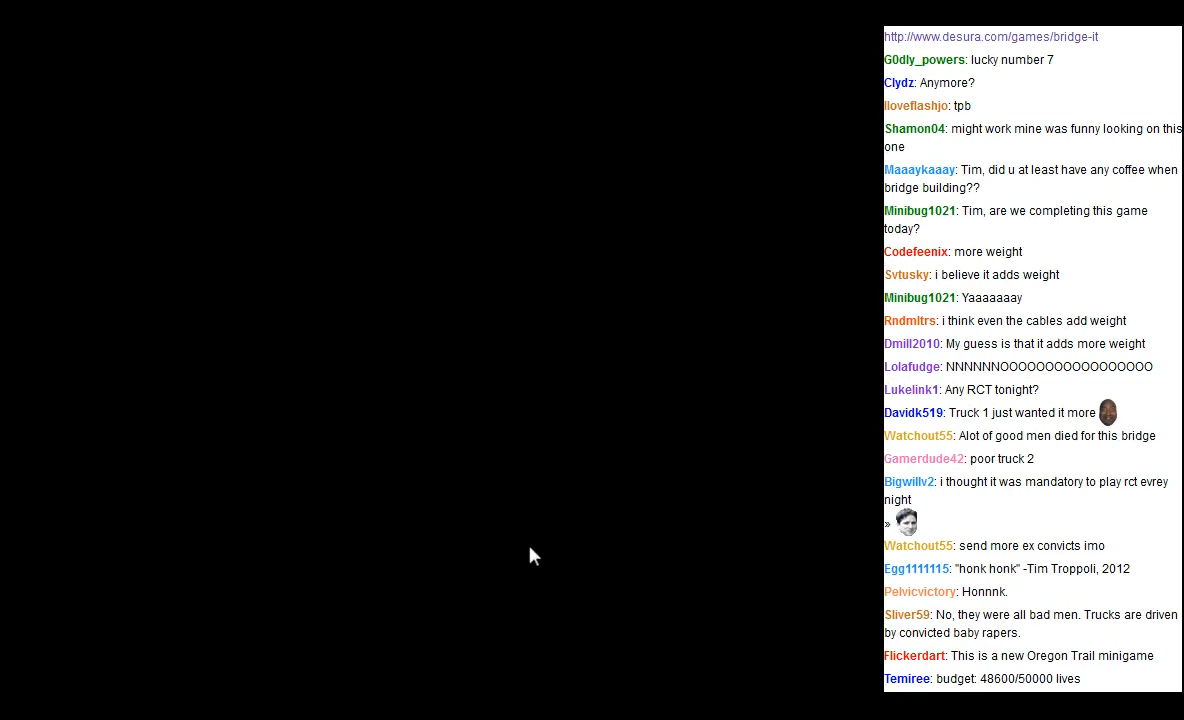 http://www.desura.com/games/bridge-it
G0dly_powers: lucky number 7
Clydz: Anymore?
Iloveflashjo: tpb
Shamon04: might work mine was funny looking on this
one
Maaaykaaay: Tim, did u at least have any coffee when
bridge building??
Minibug1021: Tim, are we completing this game
today?
Codefeenix: more weight
Svtusky: i believe it adds weight
Minibug1021: Yaaaaaaay
Rndmltrs: i think even the cables add weight
Dmill2010: My guess is that it adds more weight
Lolafudge: NNNNNNOOOOOOOOOOOOOOOOO
Lukelink1: Any RCT tonight?
Davidk519: Truck 1 just wanted it more
Watchout55: Alot of good men died for this bridge
Gamerdude42: poor truck 2
Bigwillv2: i thought it was mandatory to play rct evrey
night
»
Watchout55: send more ex convicts imo
Egg1111115: "honk honk" -Tim Troppoli, 2012
Pelvicvictory: Honnnk.
Sliver59: No, they were all bad men. Trucks are driven
by convicted baby rapers.
Flickerdart: This is a new Oregon Trail minigame
Temiree: budget: 48600/50000 lives